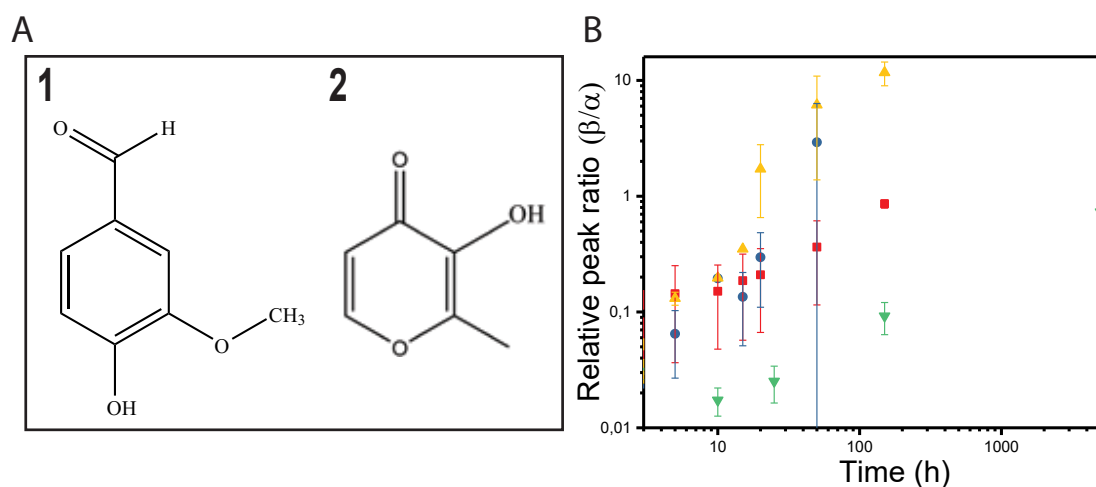 A
B
1
2
O
H
O
CH3
OH
O
OH
O
Relative peak ratio (β/α)
10
1
0,1
0,01
10
100
1000
Time (h)